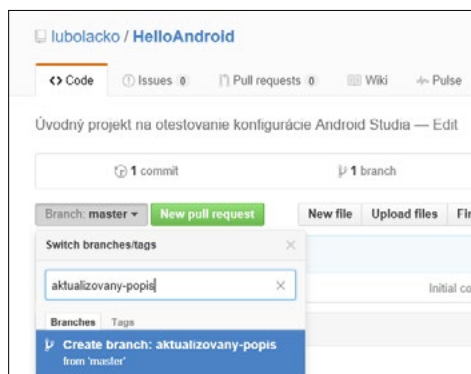 lubolacko / HelloAndroid
Code Issues 0 Pull requests 0 Wiki Pulse
Úvodný projekt na otestovanie konfigurácie Android Studia — Edit
1 commit 1 branch
Branch: master New pull request New file Upload files
Switch branches/tags
aktualizovany-popis
Initial
Branches Tags
Create branch: aktualizovany-popis
from 'master'